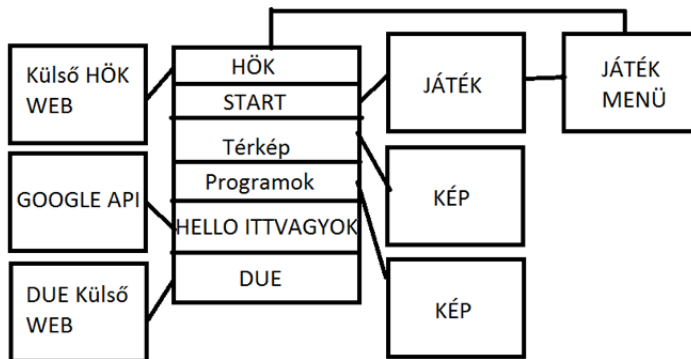 Külső HÖK
WEB
GOOGLE API
DUE Külső
WEB
HÖK
START
Térkép
Programok
HELLO ITTVAGYOK
DUE
JÁTÉK
KÉP
KÉP
JÁTÉK
MENÜ